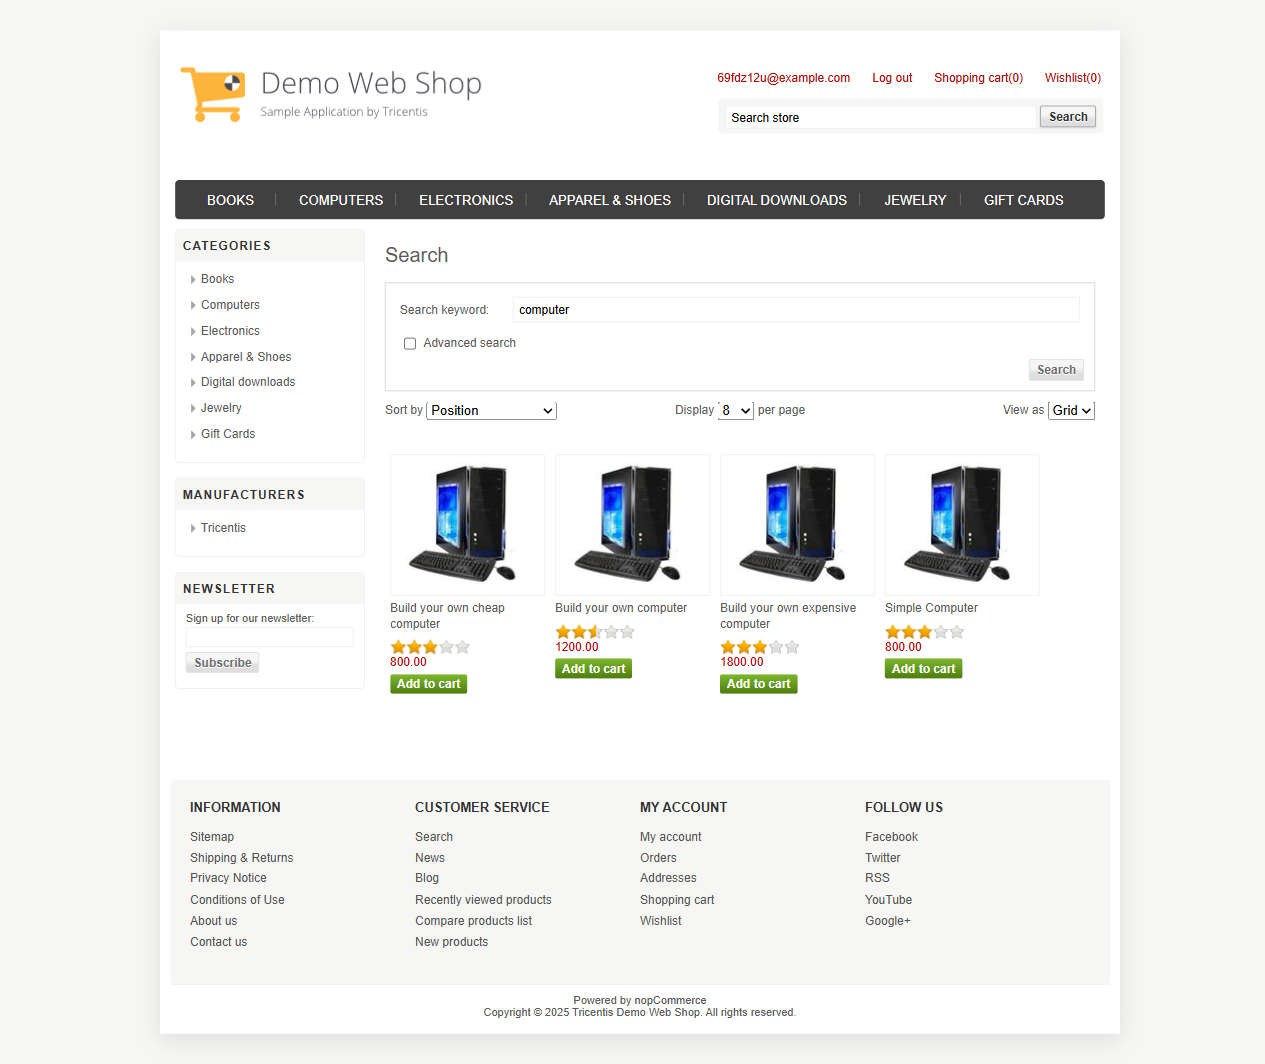 Demo Web Shop
Sample Application by Tricentis
69fdz12u@example.com Log out Shopping cart(0) Wishlist(0)
Search store Search
BOOKS COMPUTERS ELECTRONICS APPAREL & SHOES DIGITAL DOWNLOADS JEWELRY GIFT CARDS
CATEGORIES
Books
Computers
Electronics
Apparel & Shoes
Digital downloads
Jewelry
Gift Cards
MANUFACTURERS
Tricentis
NEWSLETTER
Sign up for our newsletter:
Subscribe
Search
Search keyword: computer
Advanced search
Search
Sort by Position Display 8 per page View as Grid
Build your own cheap
computer
800.00
Add to cart
Build your own computer
1200.00
Add to cart
Build your own expensive
computer
1800.00
Add to cart
Simple Computer
800.00
Add to cart
INFORMATION
Sitemap
Shipping & Returns
Privacy Notice
Conditions of Use
About us
Contact us
CUSTOMER SERVICE
Search
News
Blog
Recently viewed products
Compare products list
New products
MY ACCOUNT
My account
Orders
Addresses
Shopping cart
Wishlist
FOLLOW US
Facebook
Twitter
RSS
YouTube
Google+
Powered by nopCommerce
Copyright © 2025 Tricentis Demo Web Shop. All rights reserved.